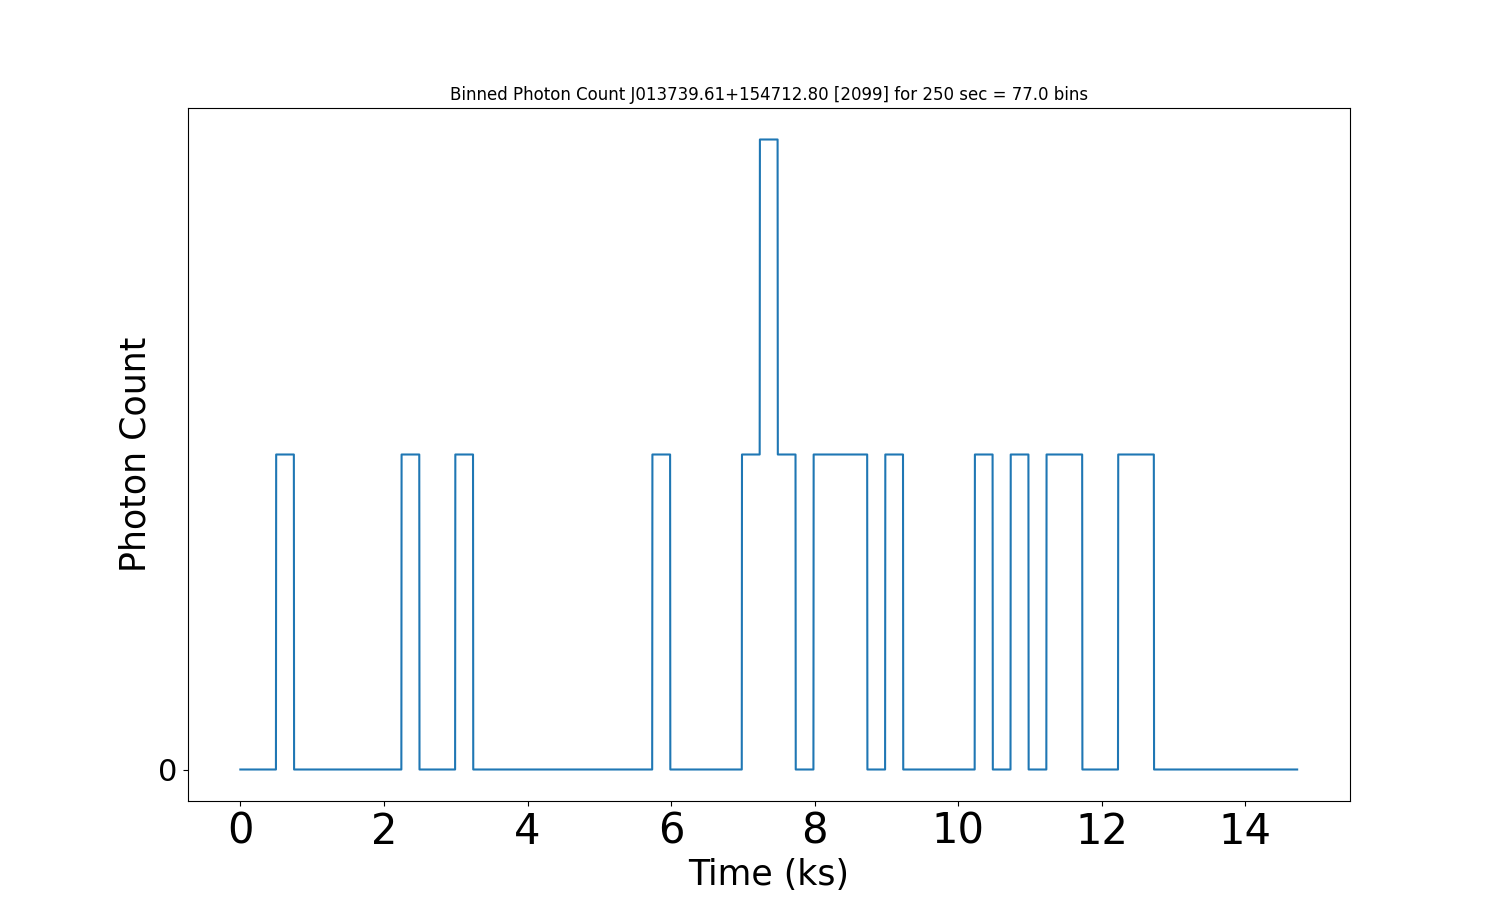 Binned Photon Count J013739.61+154712.80 [2099] for 250 sec = 77.0 bins
Photon Count
0
0 2 4 6 8 10 12 14
Time (ks)